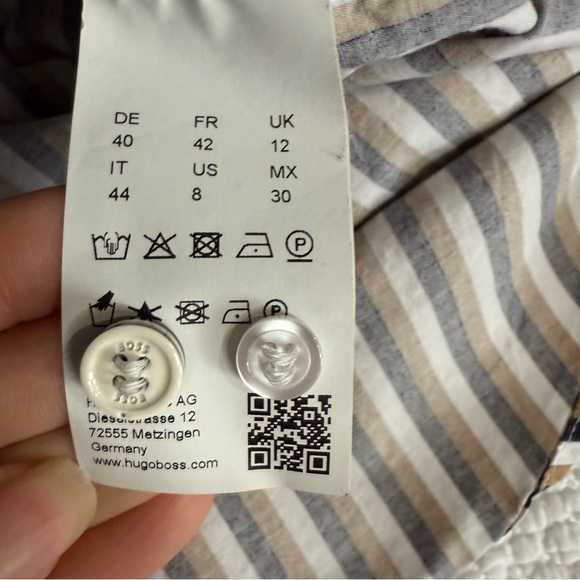 DE FR UK
40 42 12
IT US MX
44 8 30
P
P
BOSS
BOSS
AG
Dieselstrasse 12
72555 Metzingen
Germany
www.hugoboss.com